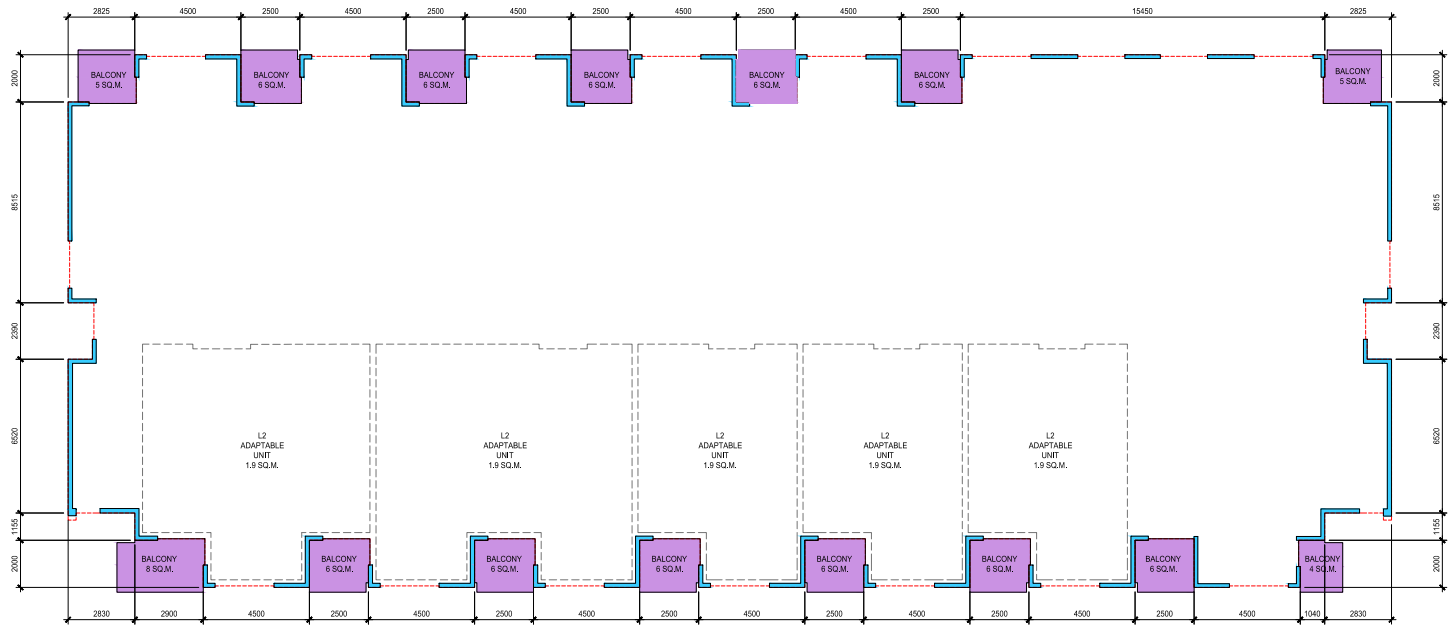 2825 4500 2500 4500 2500 4500 2500 4500 2500 4500 2500 15450 2825
BALCONY
5 SQ.M.
BALCONY
6 SQ.M.
BALCONY
6 SQ.M.
BALCONY
6 SQ.M.
BALCONY
6 SQ.M.
BALCONY
6 SQ.M.
BALCONY
5 SQ.M.
2000
8515
2390
6520
1155
2000
2000
8515
2390
6520
1155
2000
L2
ADAPTABLE
UNIT
1.9 SQ.M.
L2
ADAPTABLE
UNIT
1.9 SQ.M.
L2
ADAPTABLE
UNIT
1.9 SQ.M.
L2
ADAPTABLE
UNIT
1.9 SQ.M.
L2
ADAPTABLE
UNIT
1.9 SQ.M.
BALCONY
8 SQ.M.
BALCONY
6 SQ.M.
BALCONY
6 SQ.M.
BALCONY
6 SQ.M.
BALCONY
6 SQ.M.
BALCONY
6 SQ.M.
BALCONY
6 SQ.M.
BALCONY
4 SQ.M.
2830 2900 4500 2500 4500 2500 4500 2500 4500 2500 4500 2500 4500 2500 4500 1040 2830